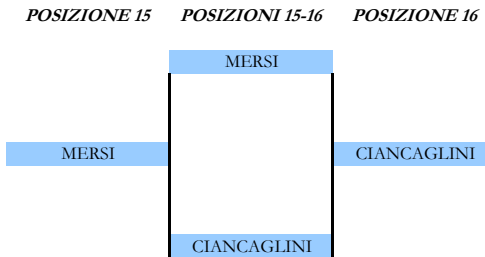 POSIZIONE 15 POSIZIONI 15-16 POSIZIONE 16
MERSI
MERSI CIANCAGLINI
CIANCAGLINI